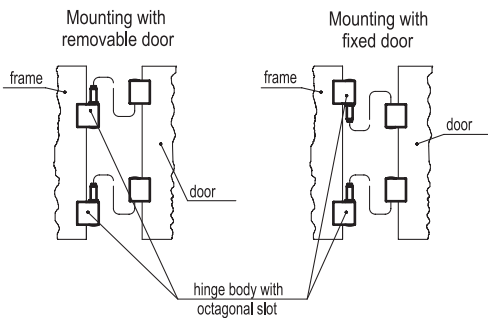 Mounting with
removable door
Mounting with
fixed door
frame
frame
door
door
hinge body with
octagonal slot